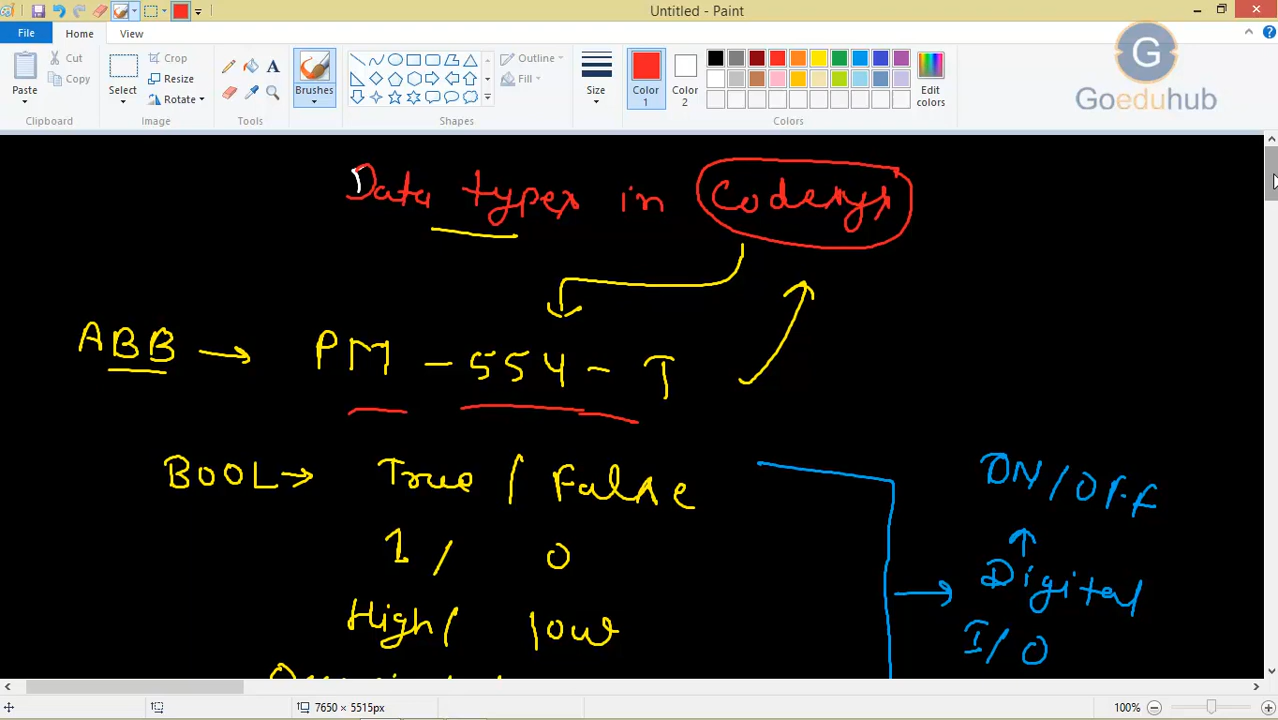 Untitled - Paint
File
Home
View
Paste
Cut
Copy
Clipboard
Select
Crop
Resize
Rotate
Image
A
Tools
Brushes
Outline
Fill
Shapes
Size
Color 1
Color 2
Edit colors
Colors
G
Goeduhub
Data types in Codesys
ABB → PM - 554 - T
BOOL → True / False
1 / 0
High / low
ON / OFF
Digital
I / O
7650 × 5515px
100%